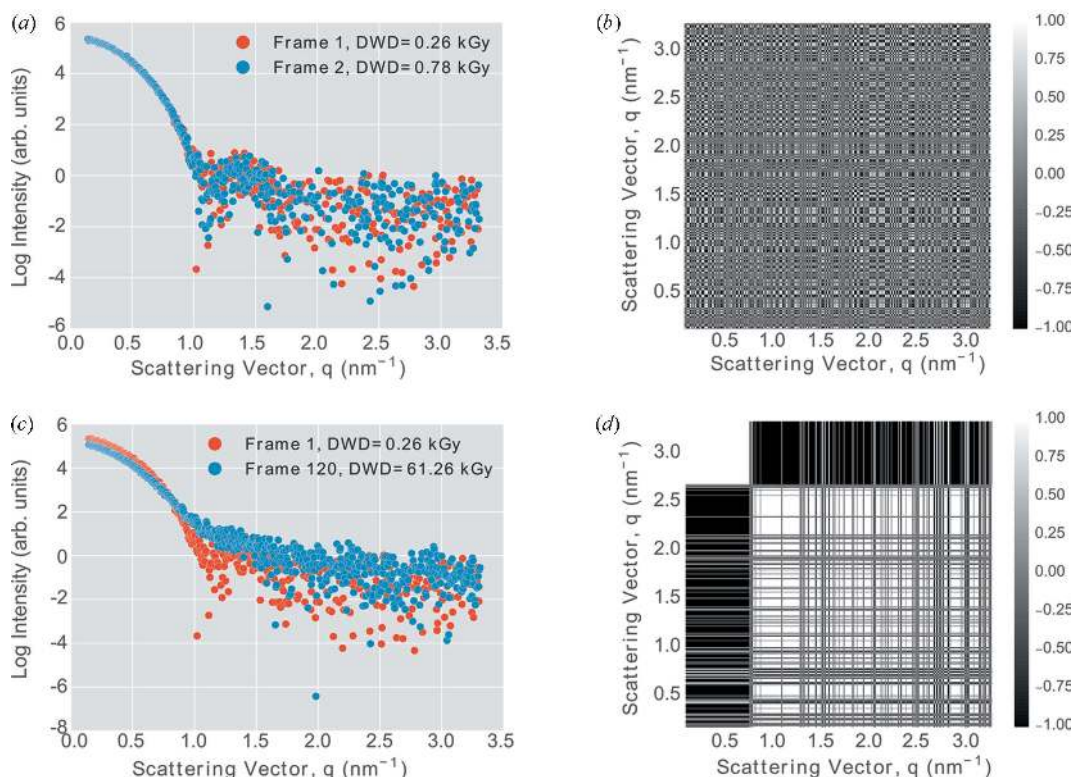 (a)
6
4
2
0
-2
-4
-6
Log Intensity (arb. units)
Frame 1, DWD=0.26 kGy
Frame 2, DWD=0.78 kGy
0.0 0.5 1.0 1.5 2.0 2.5 3.0 3.5
Scattering Vector, q (nm⁻¹)
(b)
3.0
2.5
2.0
1.5
1.0
0.5
Scattering Vector, q (nm⁻¹)
0.5 1.0 1.5 2.0 2.5 3.0
Scattering Vector, q (nm⁻¹)
1.00
0.75
0.50
0.25
0.00
−0.25
−0.50
−0.75
−1.00
(c)
6
4
2
0
-2
-4
-6
-8
Log Intensity (arb. units)
Frame 1, DWD=0.26 kGy
Frame 120, DWD=61.26 kGy
0.0 0.5 1.0 1.5 2.0 2.5 3.0 3.5
Scattering Vector, q (nm⁻¹)
(d)
3.0
2.5
2.0
1.5
1.0
0.5
Scattering Vector, q (nm⁻¹)
0.5 1.0 1.5 2.0 2.5 3.0
Scattering Vector, q (nm⁻¹)
1.00
0.75
0.50
0.25
0.00
−0.25
−0.50
−0.75
−1.00